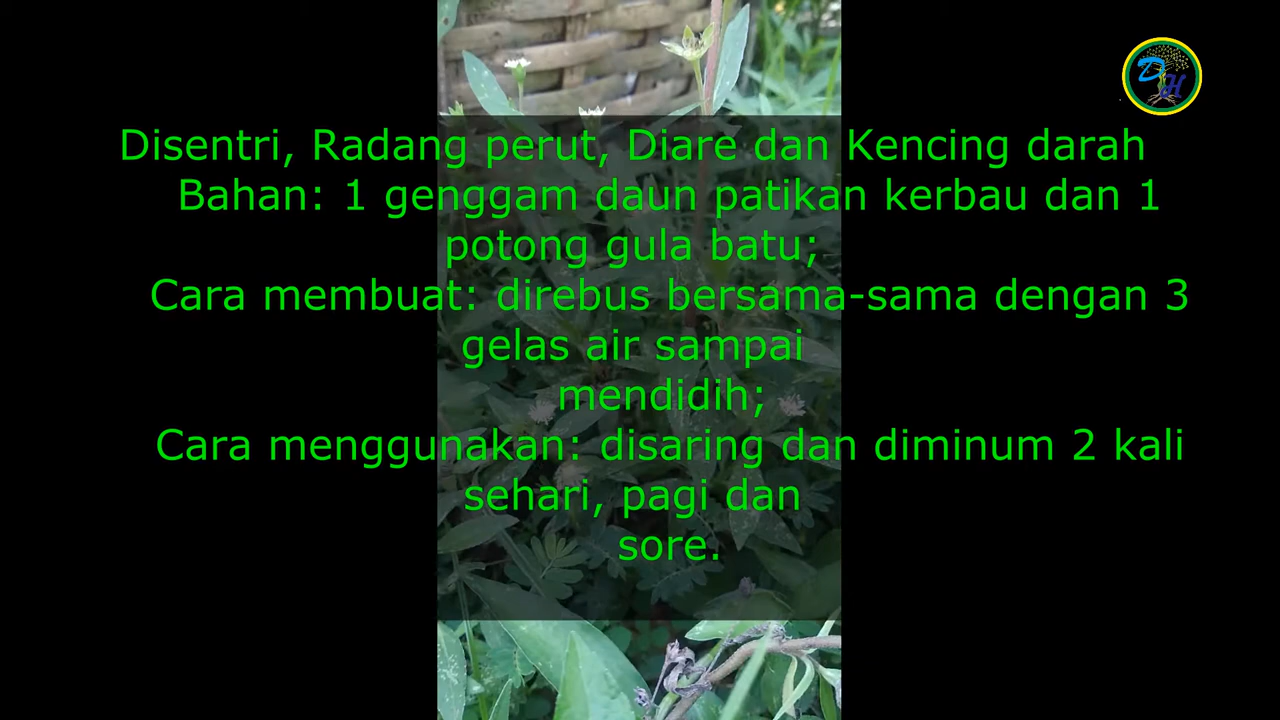 DH
Disentri, Radang perut, Diare dan Kencing darah
Bahan: 1 genggam daun patikan kerbau dan 1
potong gula batu;
Cara membuat: direbus bersama-sama dengan 3
gelas air sampai
mendidih;
Cara menggunakan: disaring dan diminum 2 kali
sehari, pagi dan
sore.